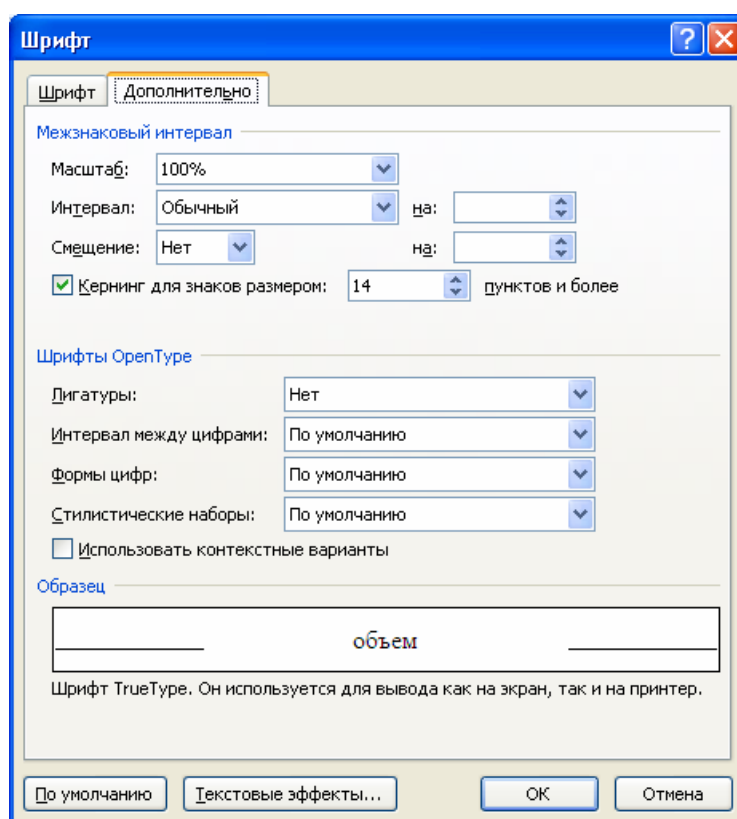 Шрифт
Шрифт Дополнительно
Межзнаковый интервал
Масштаб: 100%
Интервал: Обычный на:
Смещение: Нет на:
Кернинг для знаков размером: 14 пунктов и более
Шрифты OpenType
Лигатуры: Нет
Интервал между цифрами: По умолчанию
Формы цифр: По умолчанию
Стилистические наборы: По умолчанию
Использовать контекстные варианты
Образец
объем
Шрифт TrueType. Он используется для вывода как на экран, так и на принтер.
По умолчанию Текстовые эффекты... ОК Отмена